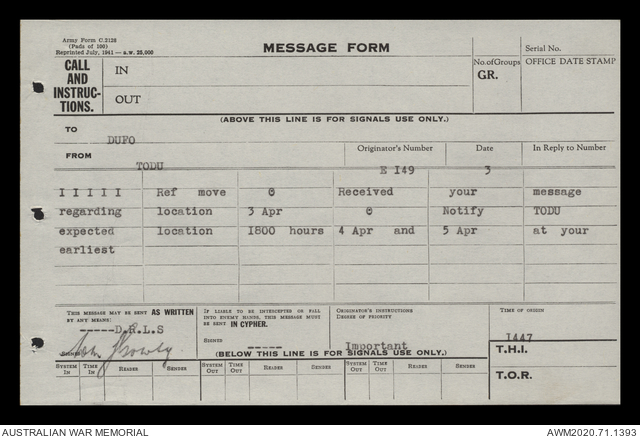 Army Form C.2128
(Pads of 100)
Reprinted July, 1941—s.w. 25,000
MESSAGE FORM
Serial No.
CALL AND INSTRUC-TIONS.
IN
OUT
No.of Groups
GR.
OFFICE DATE STAMP
(ABOVE THIS LINE IS FOR SIGNALS USE ONLY.)
TO
DUFO
FROM
TODU
Originator's Number
E I49
Date
3
In Reply to Number
I I I I I Ref move @ Received your message
regarding location 3 Apr @ Notify TODU
expected location I800 hours 4 Apr and 5 Apr at your
earliest
THIS MESSAGE MAY BE SENT AS WRITTEN
BY ANY MEANS:
-----D.R.L.S
SIGNED
IF LIABLE TO BE INTERCEPTED OR FALL
INTO ENEMY HANDS, THIS MESSAGE MUST
BE SENT IN CYPHER.
SIGNED
-----
ORIGINATOR'S INSTRUCTIONS
DEGREE OF PRIORITY
Important
TIME OF ORIGIN
I447
(BELOW THIS LINE IS FOR SIGNALS USE ONLY.)
T.H.I.
T.O.R.
SYSTEM IN TIME IN READER SENDER SYSTEM OUT TIME OUT READER SENDER SYSTEM OUT TIME OUT READER SENDER
AUSTRALIAN WAR MEMORIAL
AWM2020.71.1393